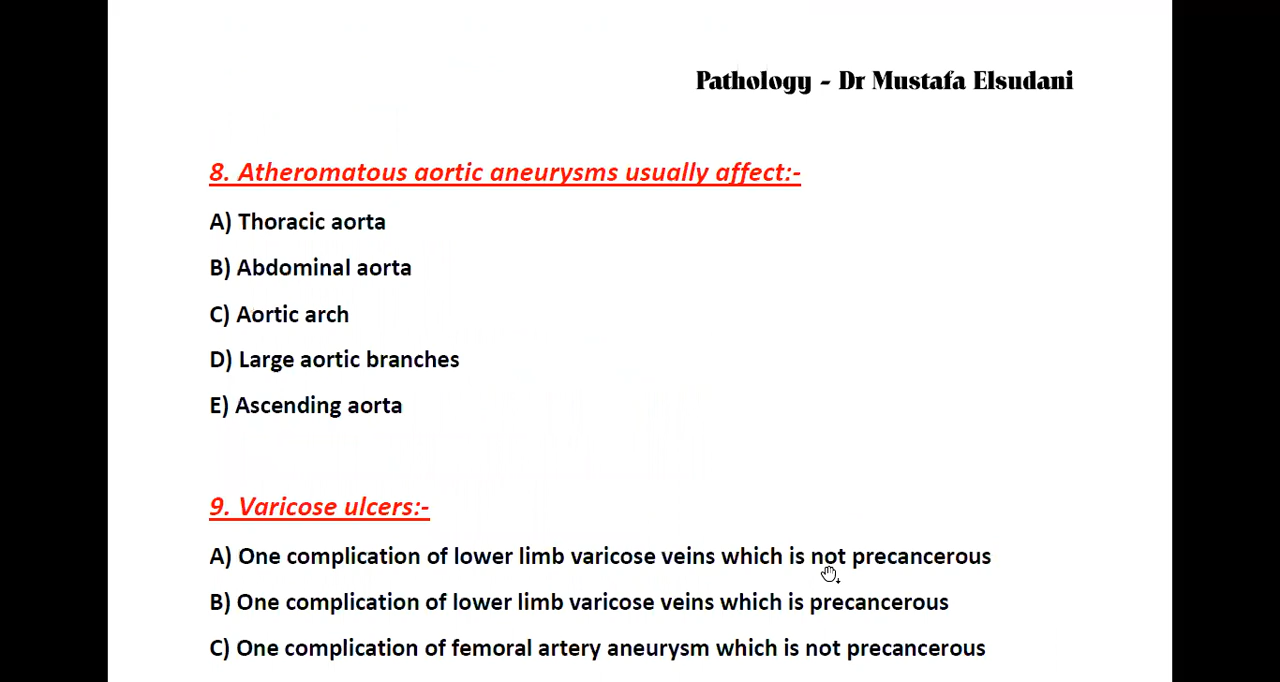 Pathology - Dr Mustafa Elsudani
8. Atheromatous aortic aneurysms usually affect:-
A) Thoracic aorta
B) Abdominal aorta
C) Aortic arch
D) Large aortic branches
E) Ascending aorta
9. Varicose ulcers:-
A) One complication of lower limb varicose veins which is not precancerous
B) One complication of lower limb varicose veins which is precancerous
C) One complication of femoral artery aneurysm which is not precancerous